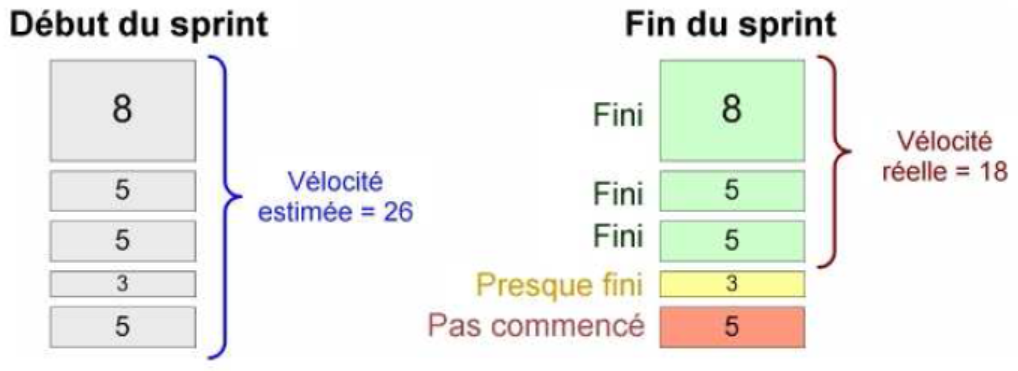 Début du sprint
8
5
5
3
5
Vélocité
estimée = 26
Fin du sprint
Fini 8
Fini 5
Fini 5
Presque fini 3
Pas commencé 5
Vélocité
réelle = 18